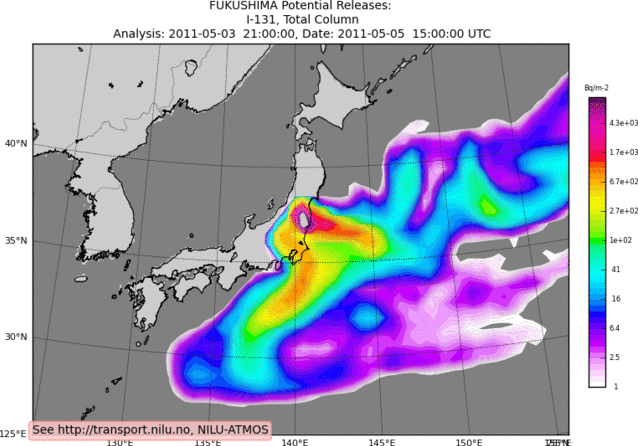 FUKUSHIMA Potential Releases:
I-131, Total Column
Analysis: 2011-05-03 21:00:00, Date: 2011-05-05 15:00:00 UTC
Bq/m-2
4.3e+03
1.7e+03
6.7e+02
2.7e+02
1e+02
41
16
6.4
2.5
1
40°N
35°N
30°N
125°E
130°E
135°E
140°E
145°E
150°E
See http://transport.nilu.no, NILU-ATMOS